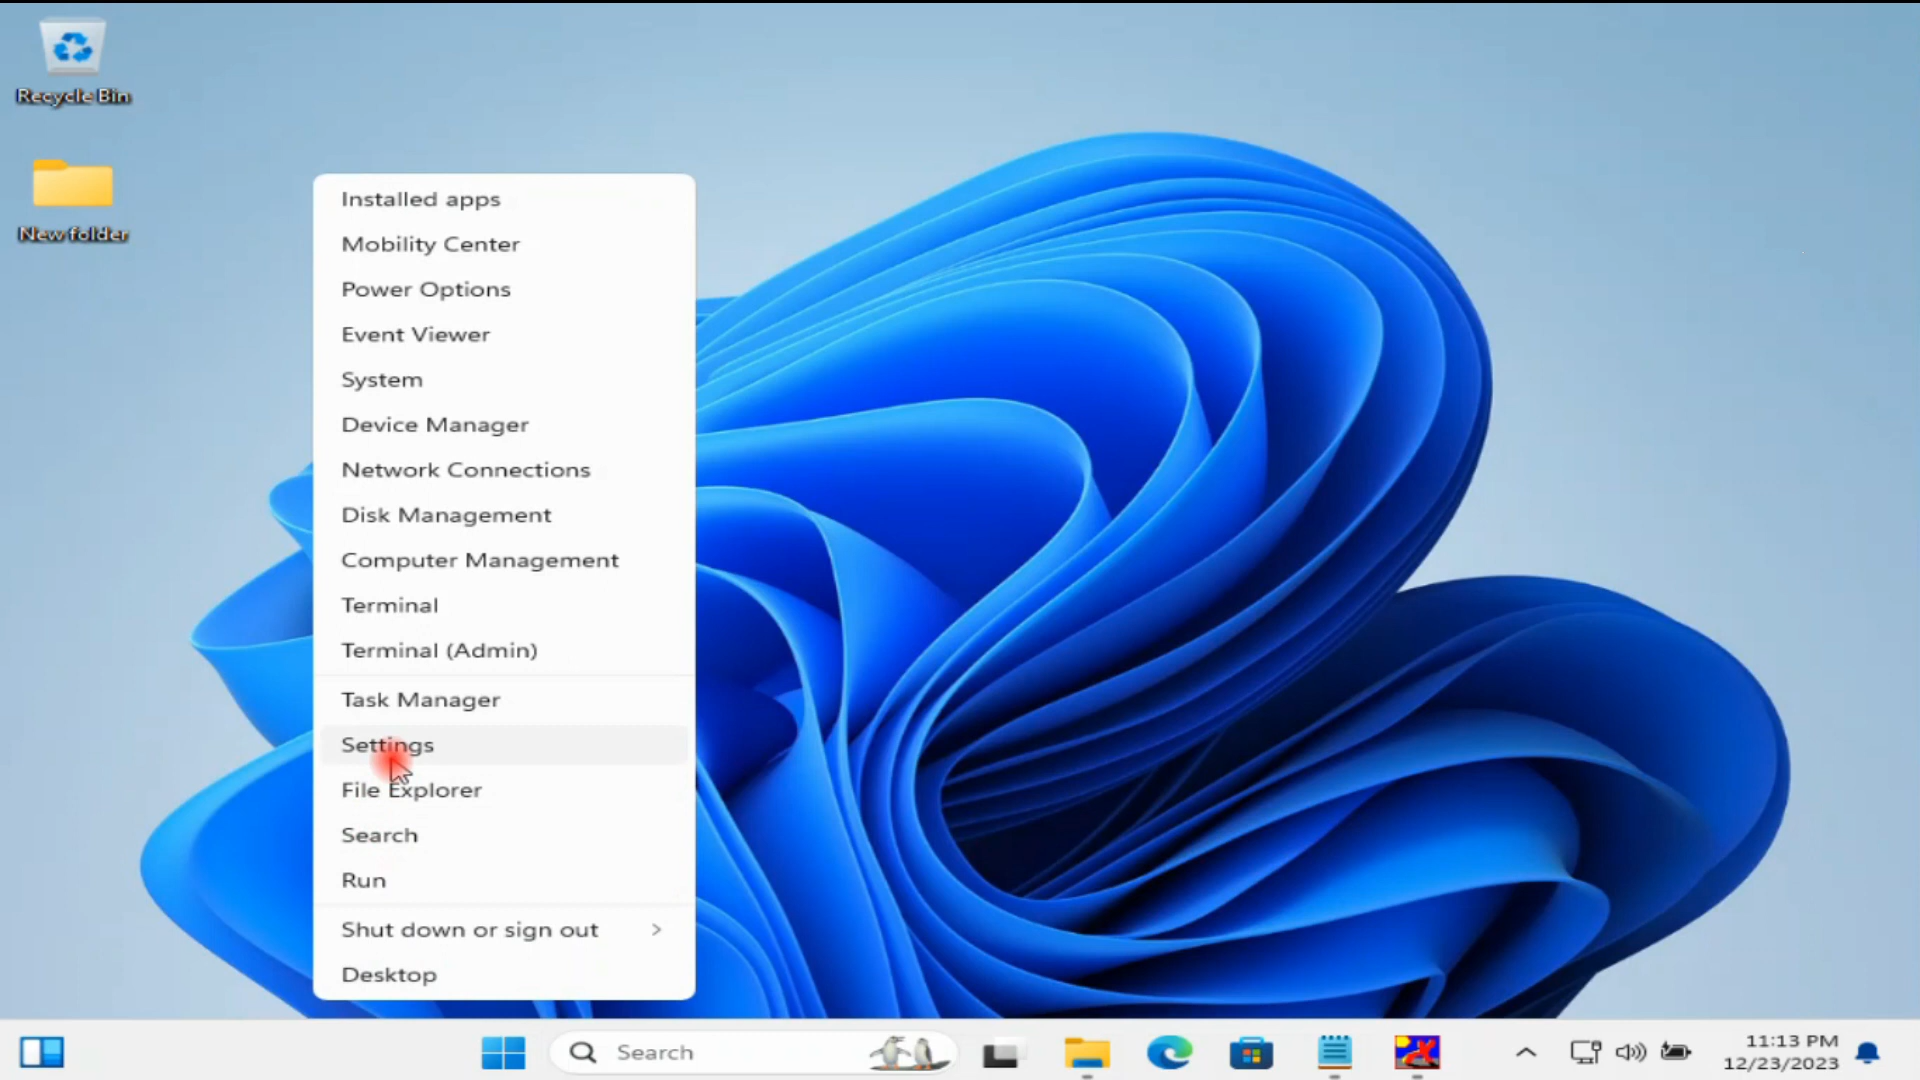 Recycle Bin
New folder
Installed apps
Mobility Center
Power Options
Event Viewer
System
Device Manager
Network Connections
Disk Management
Computer Management
Terminal
Terminal (Admin)
Task Manager
Settings
File Explorer
Search
Run
Shut down or sign out
Desktop
Search
11:13 PM
12/23/2023